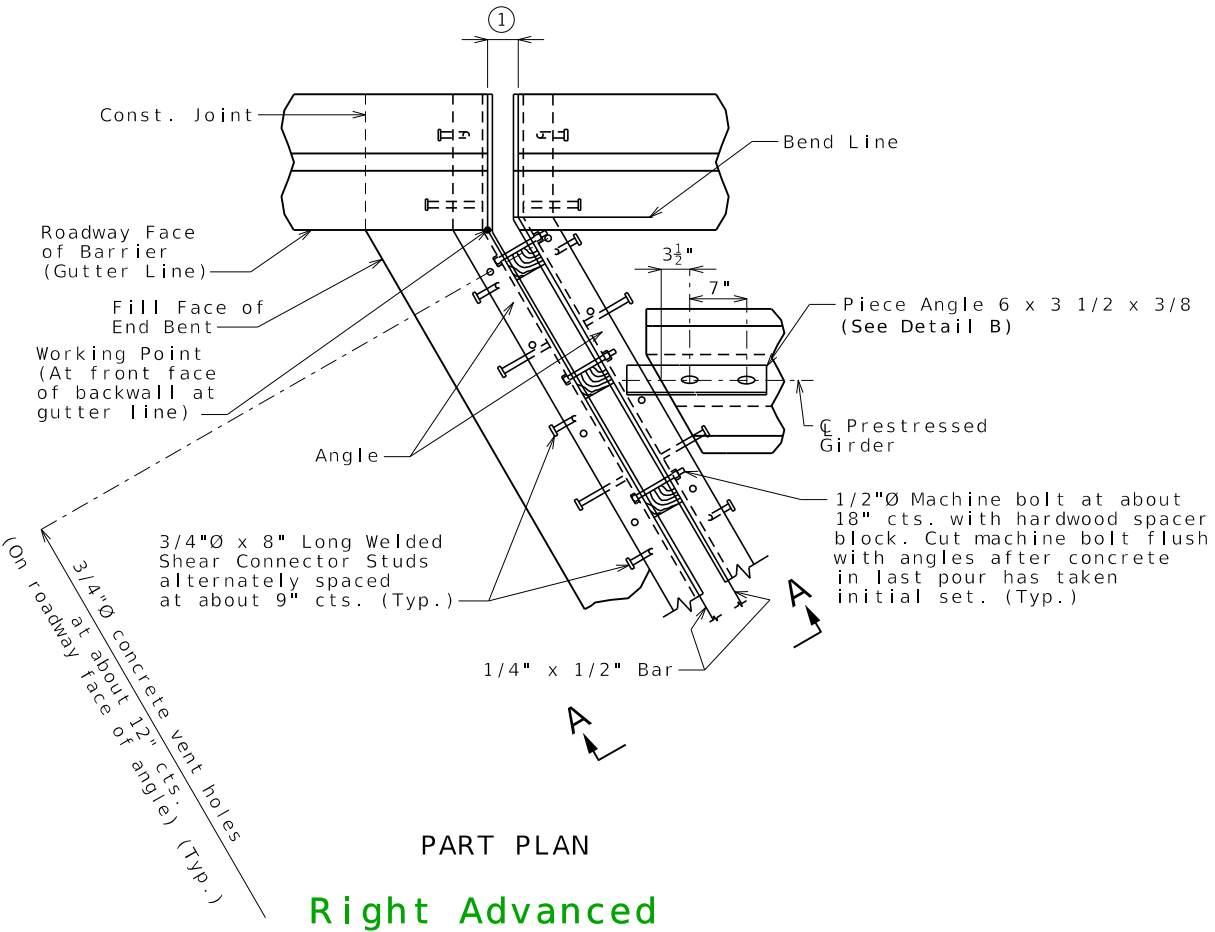 1
Const. Joint
Bend Line
Roadway Face
of Barrier
(Gutter Line)
3 1/2"
7"
Fill Face of
End Bent
Piece Angle 6 x 3 1/2 x 3/8
(See Detail B)
Working Point
(At front face
of backwall at
gutter line)
Angle
℄ Prestressed
Girder
1/2"Ø Machine bolt at about
18" cts. with hardwood spacer
block. Cut machine bolt flush
with angles after concrete
in last pour has taken
initial set. (Typ.)
3/4"Ø x 8" Long Welded
Shear Connector Studs
alternately spaced
at about 9" cts. (Typ.)
3/4"Ø concrete vent holes
at about 12" cts.
(On roadway face of angle) (Typ.)
A
1/4" x 1/2" Bar
A
PART PLAN
Right Advanced